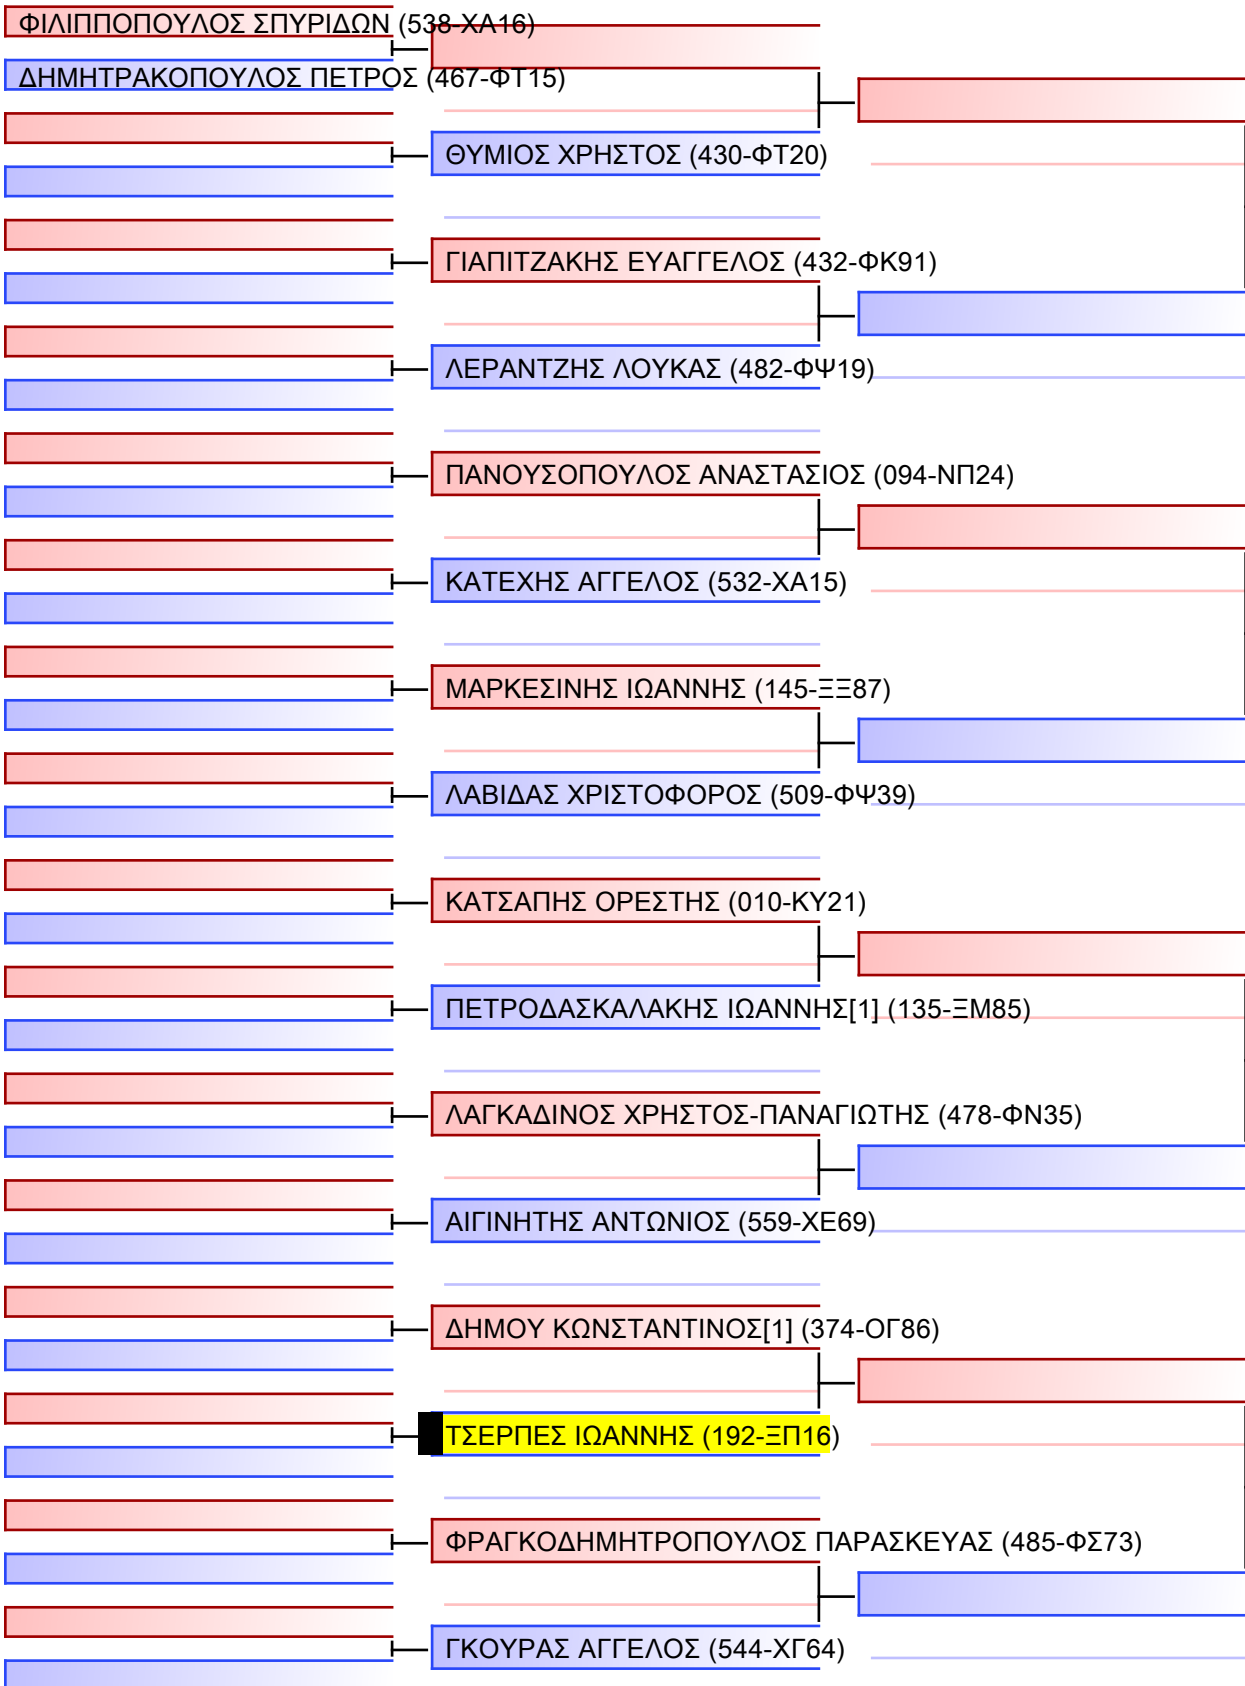 ΦΙΛΙΠΠΟΠΟΥΛΟΣ ΣΠΥΡΙΔΩΝ (538-ΧΑ16)
ΔΗΜΗΤΡΑΚΟΠΟΥΛΟΣ ΠΕΤΡΟΣ (467-ΦΤ15)
ΘΥΜΙΟΣ ΧΡΗΣΤΟΣ (430-ΦΤ20)
ΓΙΑΠΙΤΖΑΚΗΣ ΕΥΑΓΓΕΛΟΣ (432-ΦΚ91)
ΛΕΡΑΝΤΖΗΣ ΛΟΥΚΑΣ (482-ΦΨ19)
ΠΑΝΟΥΣΟΠΟΥΛΟΣ ΑΝΑΣΤΑΣΙΟΣ (094-ΝΠ24)
ΚΑΤΕΧΗΣ ΑΓΓΕΛΟΣ (532-ΧΑ15)
ΜΑΡΚΕΣΙΝΗΣ ΙΩΑΝΝΗΣ (145-ΞΞ87)
ΛΑΒΙΔΑΣ ΧΡΙΣΤΟΦΟΡΟΣ (509-ΦΨ39)
ΚΑΤΣΑΠΗΣ ΟΡΕΣΤΗΣ (010-ΚΥ21)
ΠΕΤΡΟΔΑΣΚΑΛΑΚΗΣ ΙΩΑΝΝΗΣ[1] (135-ΞΜ85)
ΛΑΓΚΑΔΙΝΟΣ ΧΡΗΣΤΟΣ-ΠΑΝΑΓΙΩΤΗΣ (478-ΦΝ35)
ΑΙΓΙΝΗΤΗΣ ΑΝΤΩΝΙΟΣ (559-ΧΕ69)
ΔΗΜΟΥ ΚΩΝΣΤΑΝΤΙΝΟΣ[1] (374-ΟΓ86)
ΤΣΕΡΠΕΣ ΙΩΑΝΝΗΣ (192-ΞΠ16)
ΦΡΑΓΚΟΔΗΜΗΤΡΟΠΟΥΛΟΣ ΠΑΡΑΣΚΕΥΑΣ (485-ΦΣ73)
ΓΚΟΥΡΑΣ ΑΓΓΕΛΟΣ (544-ΧΓ64)